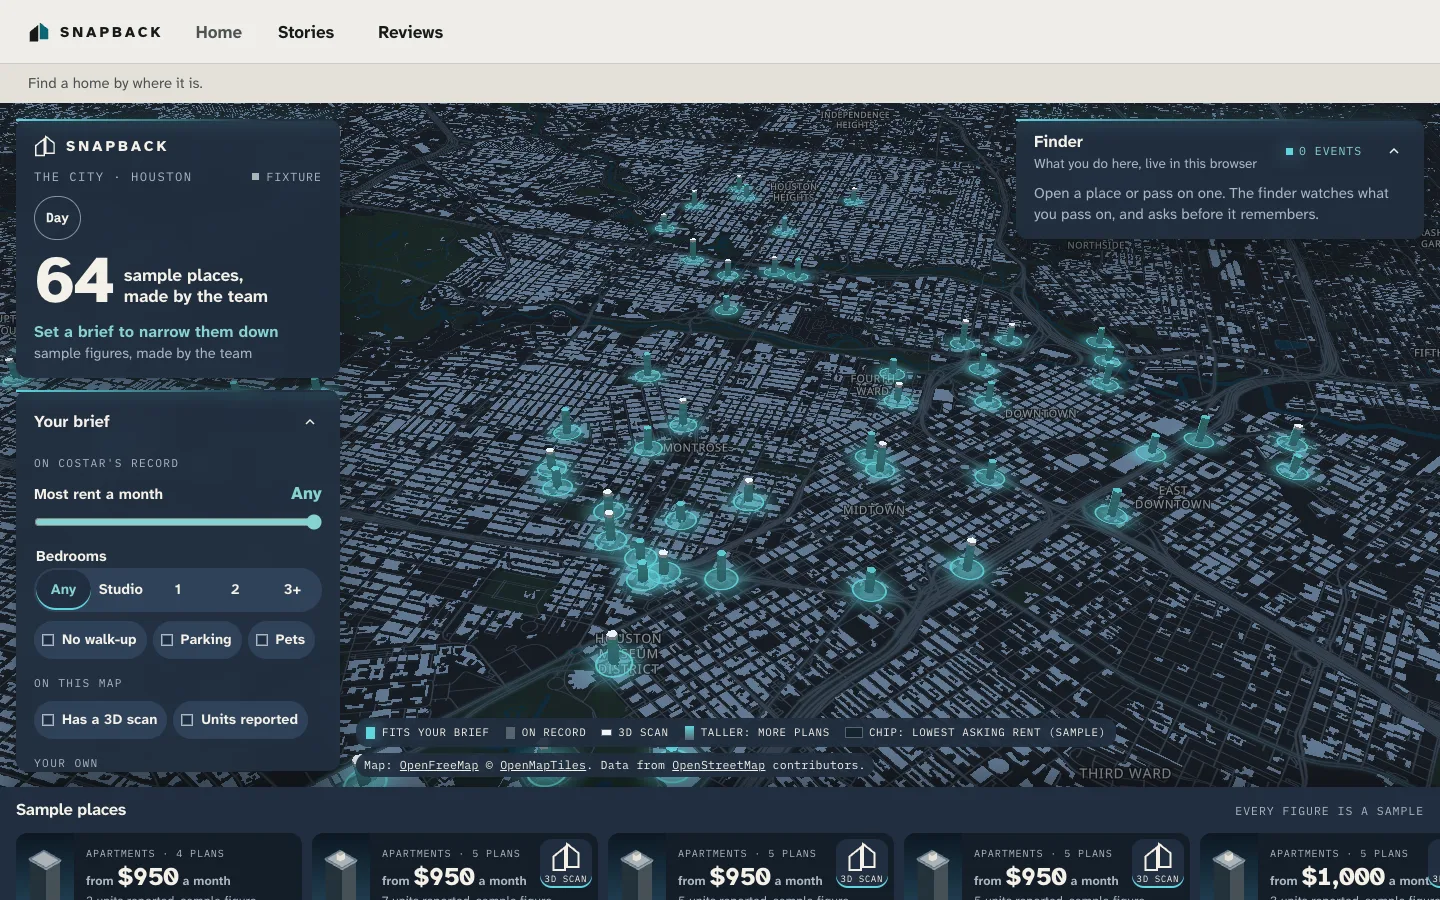 SNAPBACK
Home
Stories
Reviews
Find a home by where it is.
SNAPBACK
THE CITY · HOUSTON
FIXTURE
Day
64
sample places,
made by the team
Set a brief to narrow them down
sample figures, made by the team
Your brief
ON COSTAR'S RECORD
Most rent a month
Any
Bedrooms
Any
Studio
1
2
3+
No walk-up
Parking
Pets
ON THIS MAP
Has a 3D scan
Units reported
YOUR OWN
INDEPENDENCE
HEIGHTS
HOUSTON
HEIGHTS
NORTHSIDE
FOURTH
WARD
DOWNTOWN
MONTROSE
MIDTOWN
EAST
DOWNTOWN
HOUSTON
MUSEUM
DISTRICT
THIRD WARD
Finder
What you do here, live in this browser
0 EVENTS
Open a place or pass on one. The finder watches what
you pass on, and asks before it remembers.
FITS YOUR BRIEF
ON RECORD
3D SCAN
TALLER: MORE PLANS
CHIP: LOWEST ASKING RENT (SAMPLE)
Map: OpenFreeMap © OpenMapTiles. Data from OpenStreetMap contributors.
Sample places
EVERY FIGURE IS A SAMPLE
APARTMENTS · 4 PLANS
from $950 a month
APARTMENTS · 5 PLANS
from $950 a month
3D SCAN
APARTMENTS · 5 PLANS
from $950 a month
3D SCAN
APARTMENTS · 5 PLANS
from $950 a month
3D SCAN
APARTMENTS · 5 PLANS
from $1,000 a month